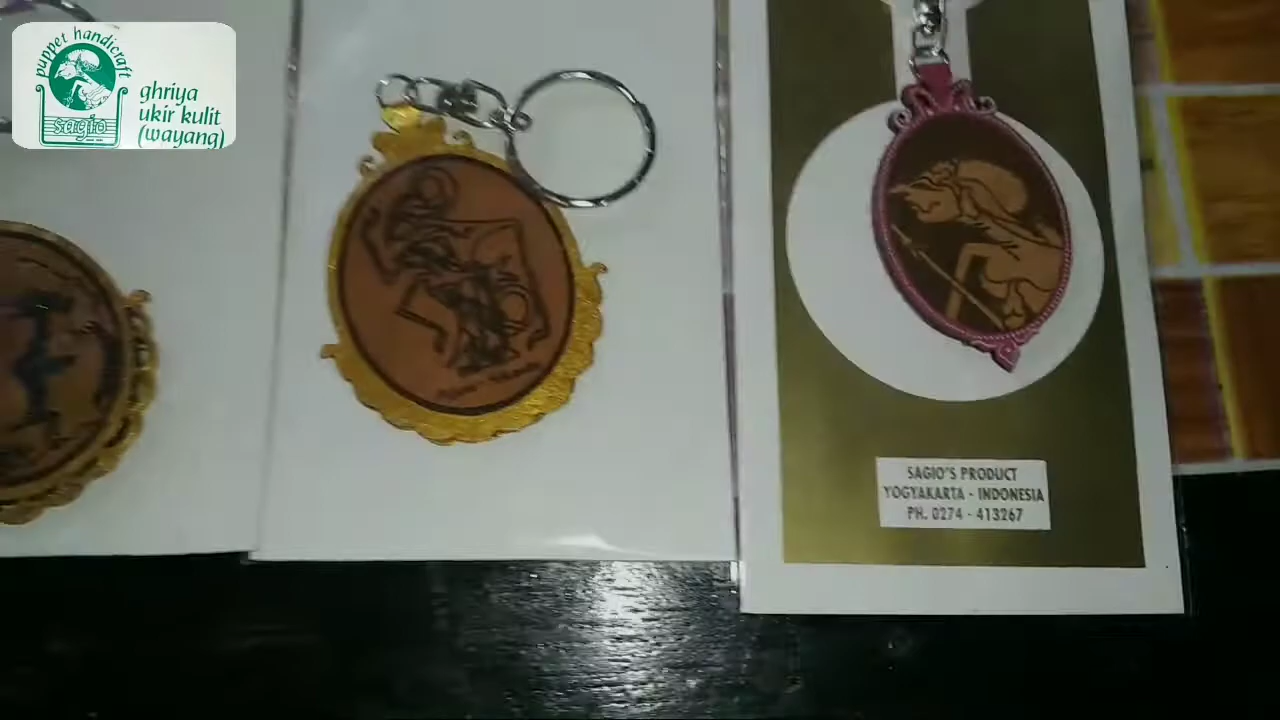 puppet handicraft
sagio
ghriya
ukir kulit
(wayang)
SAGIO'S PRODUCT
YOGYAKARTA - INDONESIA
PH. 0274 - 413267